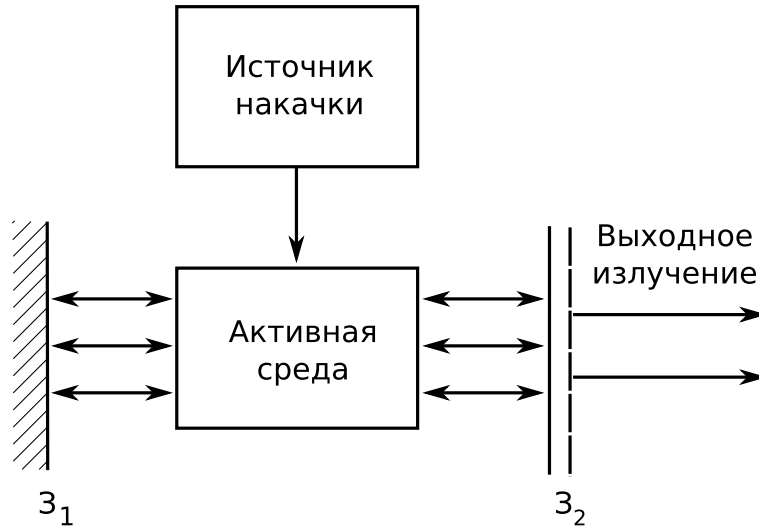 Источник
накачки
Выходное
излучение
Активная
среда
З₁
З₂